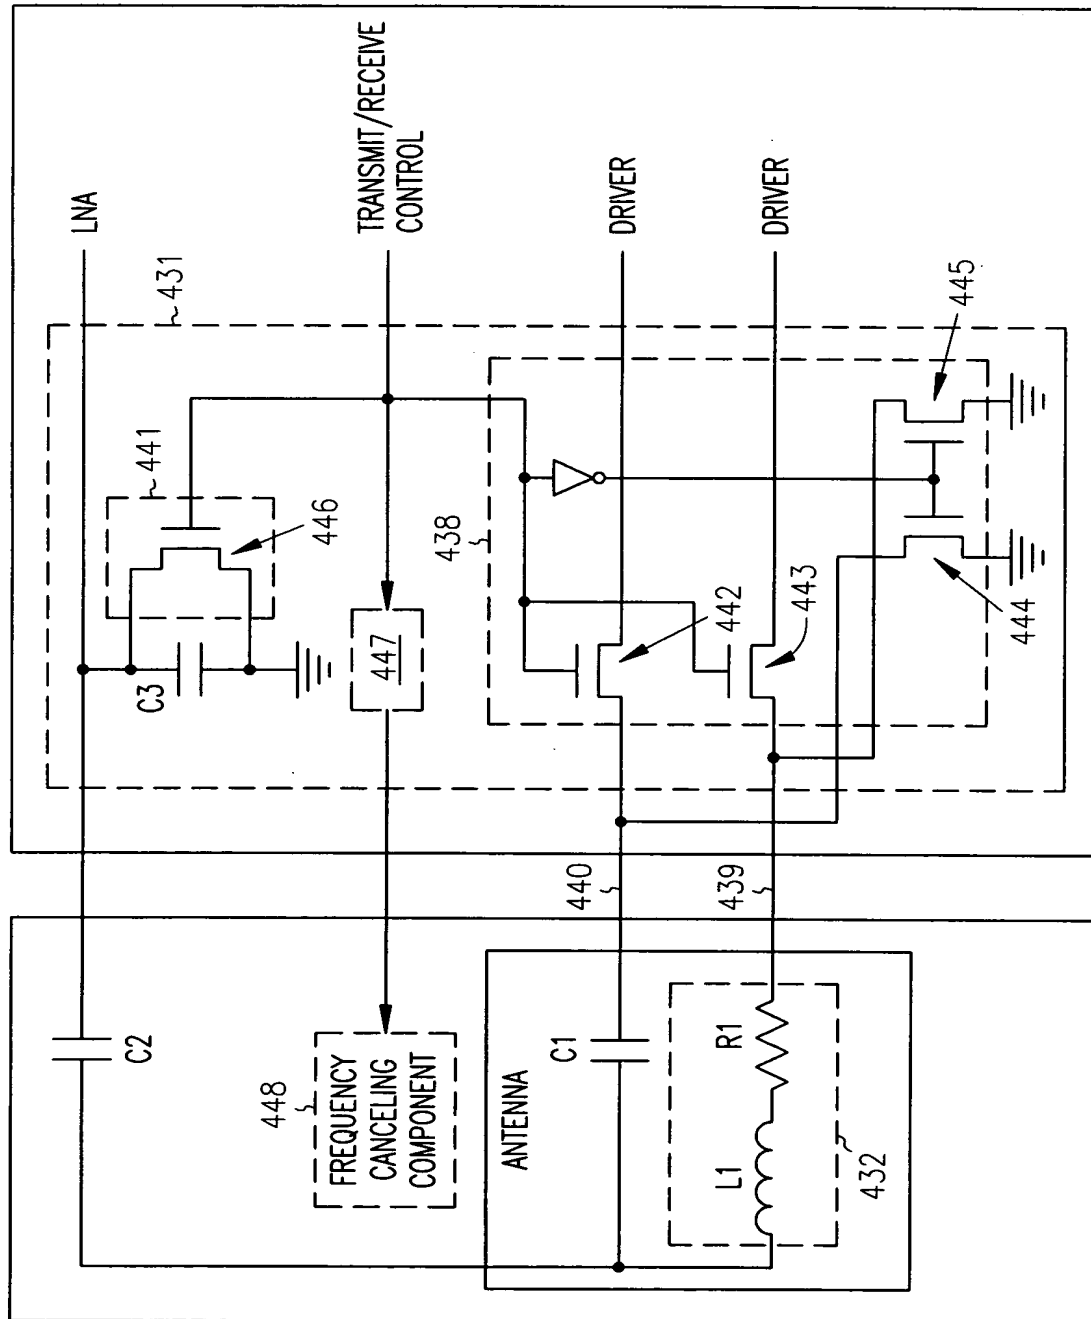 LNA
TRANSMIT/RECEIVE
CONTROL
DRIVER
DRIVER
431
441
446
C3
447
438
442
443
444
445
440
439
C2
448
FREQUENCY
CANCELING
COMPONENT
ANTENNA
C1
L1
R1
432